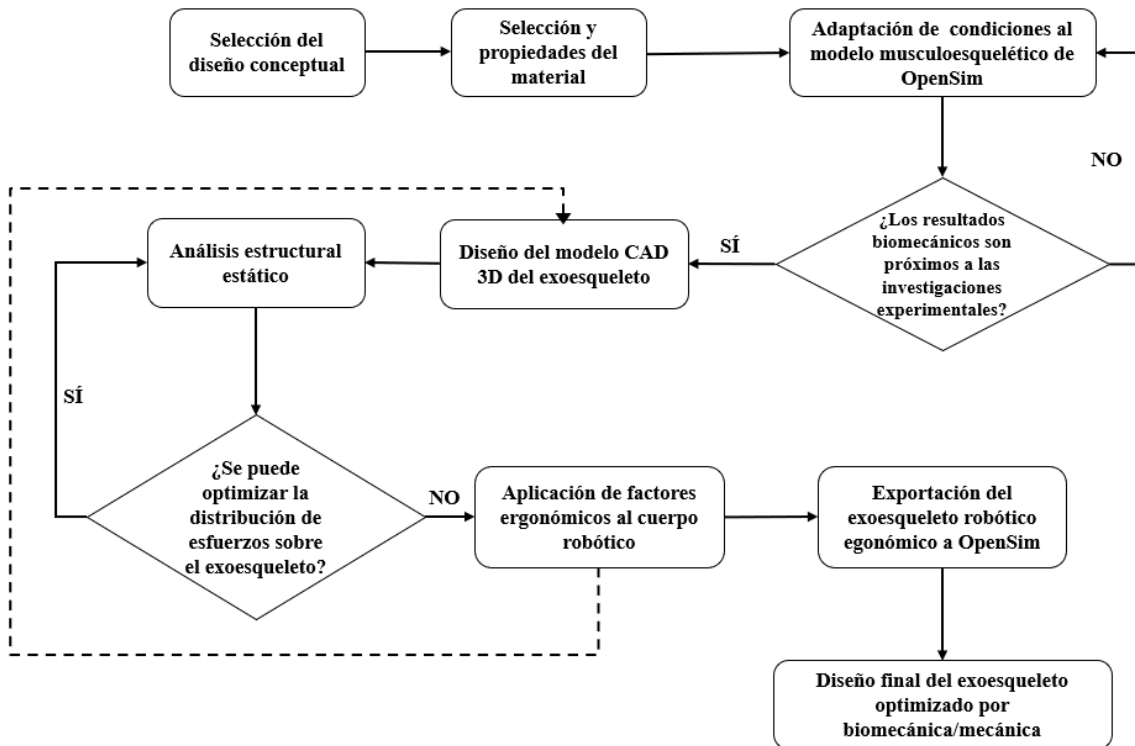 Selección del
diseño conceptual
Selección y
propiedades del
material
Adaptación de condiciones al
modelo musculoesquelético de
OpenSim
NO
¿Los resultados
biomecánicos son
próximos a las
investigaciones
experimentales?
SÍ
Diseño del modelo CAD
3D del exoesqueleto
Análisis estructural
estático
SÍ
¿Se puede
optimizar la
distribución de
esfuerzos sobre
el exoesqueleto?
NO
Aplicación de factores
ergonómicos al cuerpo
robótico
Exportación del
exoesqueleto robótico
egonómico a OpenSim
Diseño final del exoesqueleto
optimizado por
biomecánica/mecánica